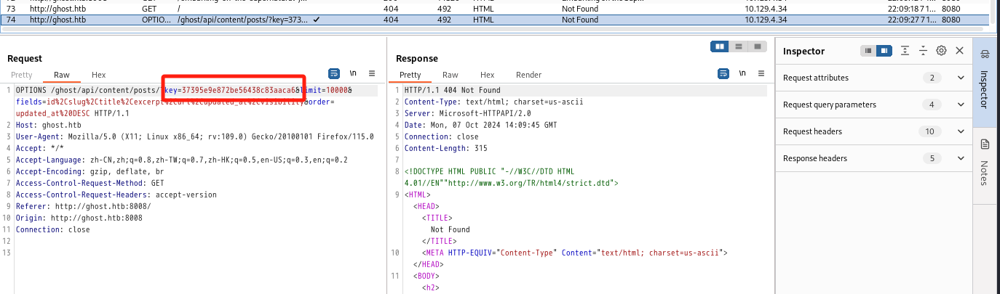 73 http://ghost.htb GET / 404 492 HTML Not Found 10.129.4.34 22:09:18 7 1... 8080
74 http://ghost.htb OPTIO... /ghost/api/content/posts/?key=373... ✓ 404 492 HTML Not Found 10.129.4.34 22:09:27 7 1... 8080
Request
Pretty Raw Hex
\n
1 OPTIONS /ghost/api/content/posts/?key=37395e9e872be56438c83aaca6&limit=10000&
fields=id%2Cslug%2Ctitle%2Cexcerpt%2Curl%2Cupdated_at%2Cvisibility&order=
updated_at%20DESC HTTP/1.1
2 Host: ghost.htb
3 User-Agent: Mozilla/5.0 (X11; Linux x86_64; rv:109.0) Gecko/20100101 Firefox/115.0
4 Accept: */*
5 Accept-Language: zh-CN,zh;q=0.8,zh-TW;q=0.7,zh-HK;q=0.5,en-US;q=0.3,en;q=0.2
6 Accept-Encoding: gzip, deflate, br
7 Access-Control-Request-Method: GET
8 Access-Control-Request-Headers: accept-version
9 Referer: http://ghost.htb:8008/
10 Origin: http://ghost.htb:8008
11 Connection: close
12
13
Response
Pretty Raw Hex Render
\n
1 HTTP/1.1 404 Not Found
2 Content-Type: text/html; charset=us-ascii
3 Server: Microsoft-HTTPAPI/2.0
4 Date: Mon, 07 Oct 2024 14:09:45 GMT
5 Connection: close
6 Content-Length: 315
7
8 <!DOCTYPE HTML PUBLIC "-//W3C//DTD HTML
4.01//EN""http://www.w3.org/TR/html4/strict.dtd">
9 <HTML>
<HEAD>
<TITLE>
Not Found
</TITLE>
10 <META HTTP-EQUIV="Content-Type" Content="text/html; charset=us-ascii">
</HEAD>
11 <BODY>
<h2>
Inspector
Request attributes 2
Request query parameters 4
Request headers 10
Response headers 5
Inspector
Notes